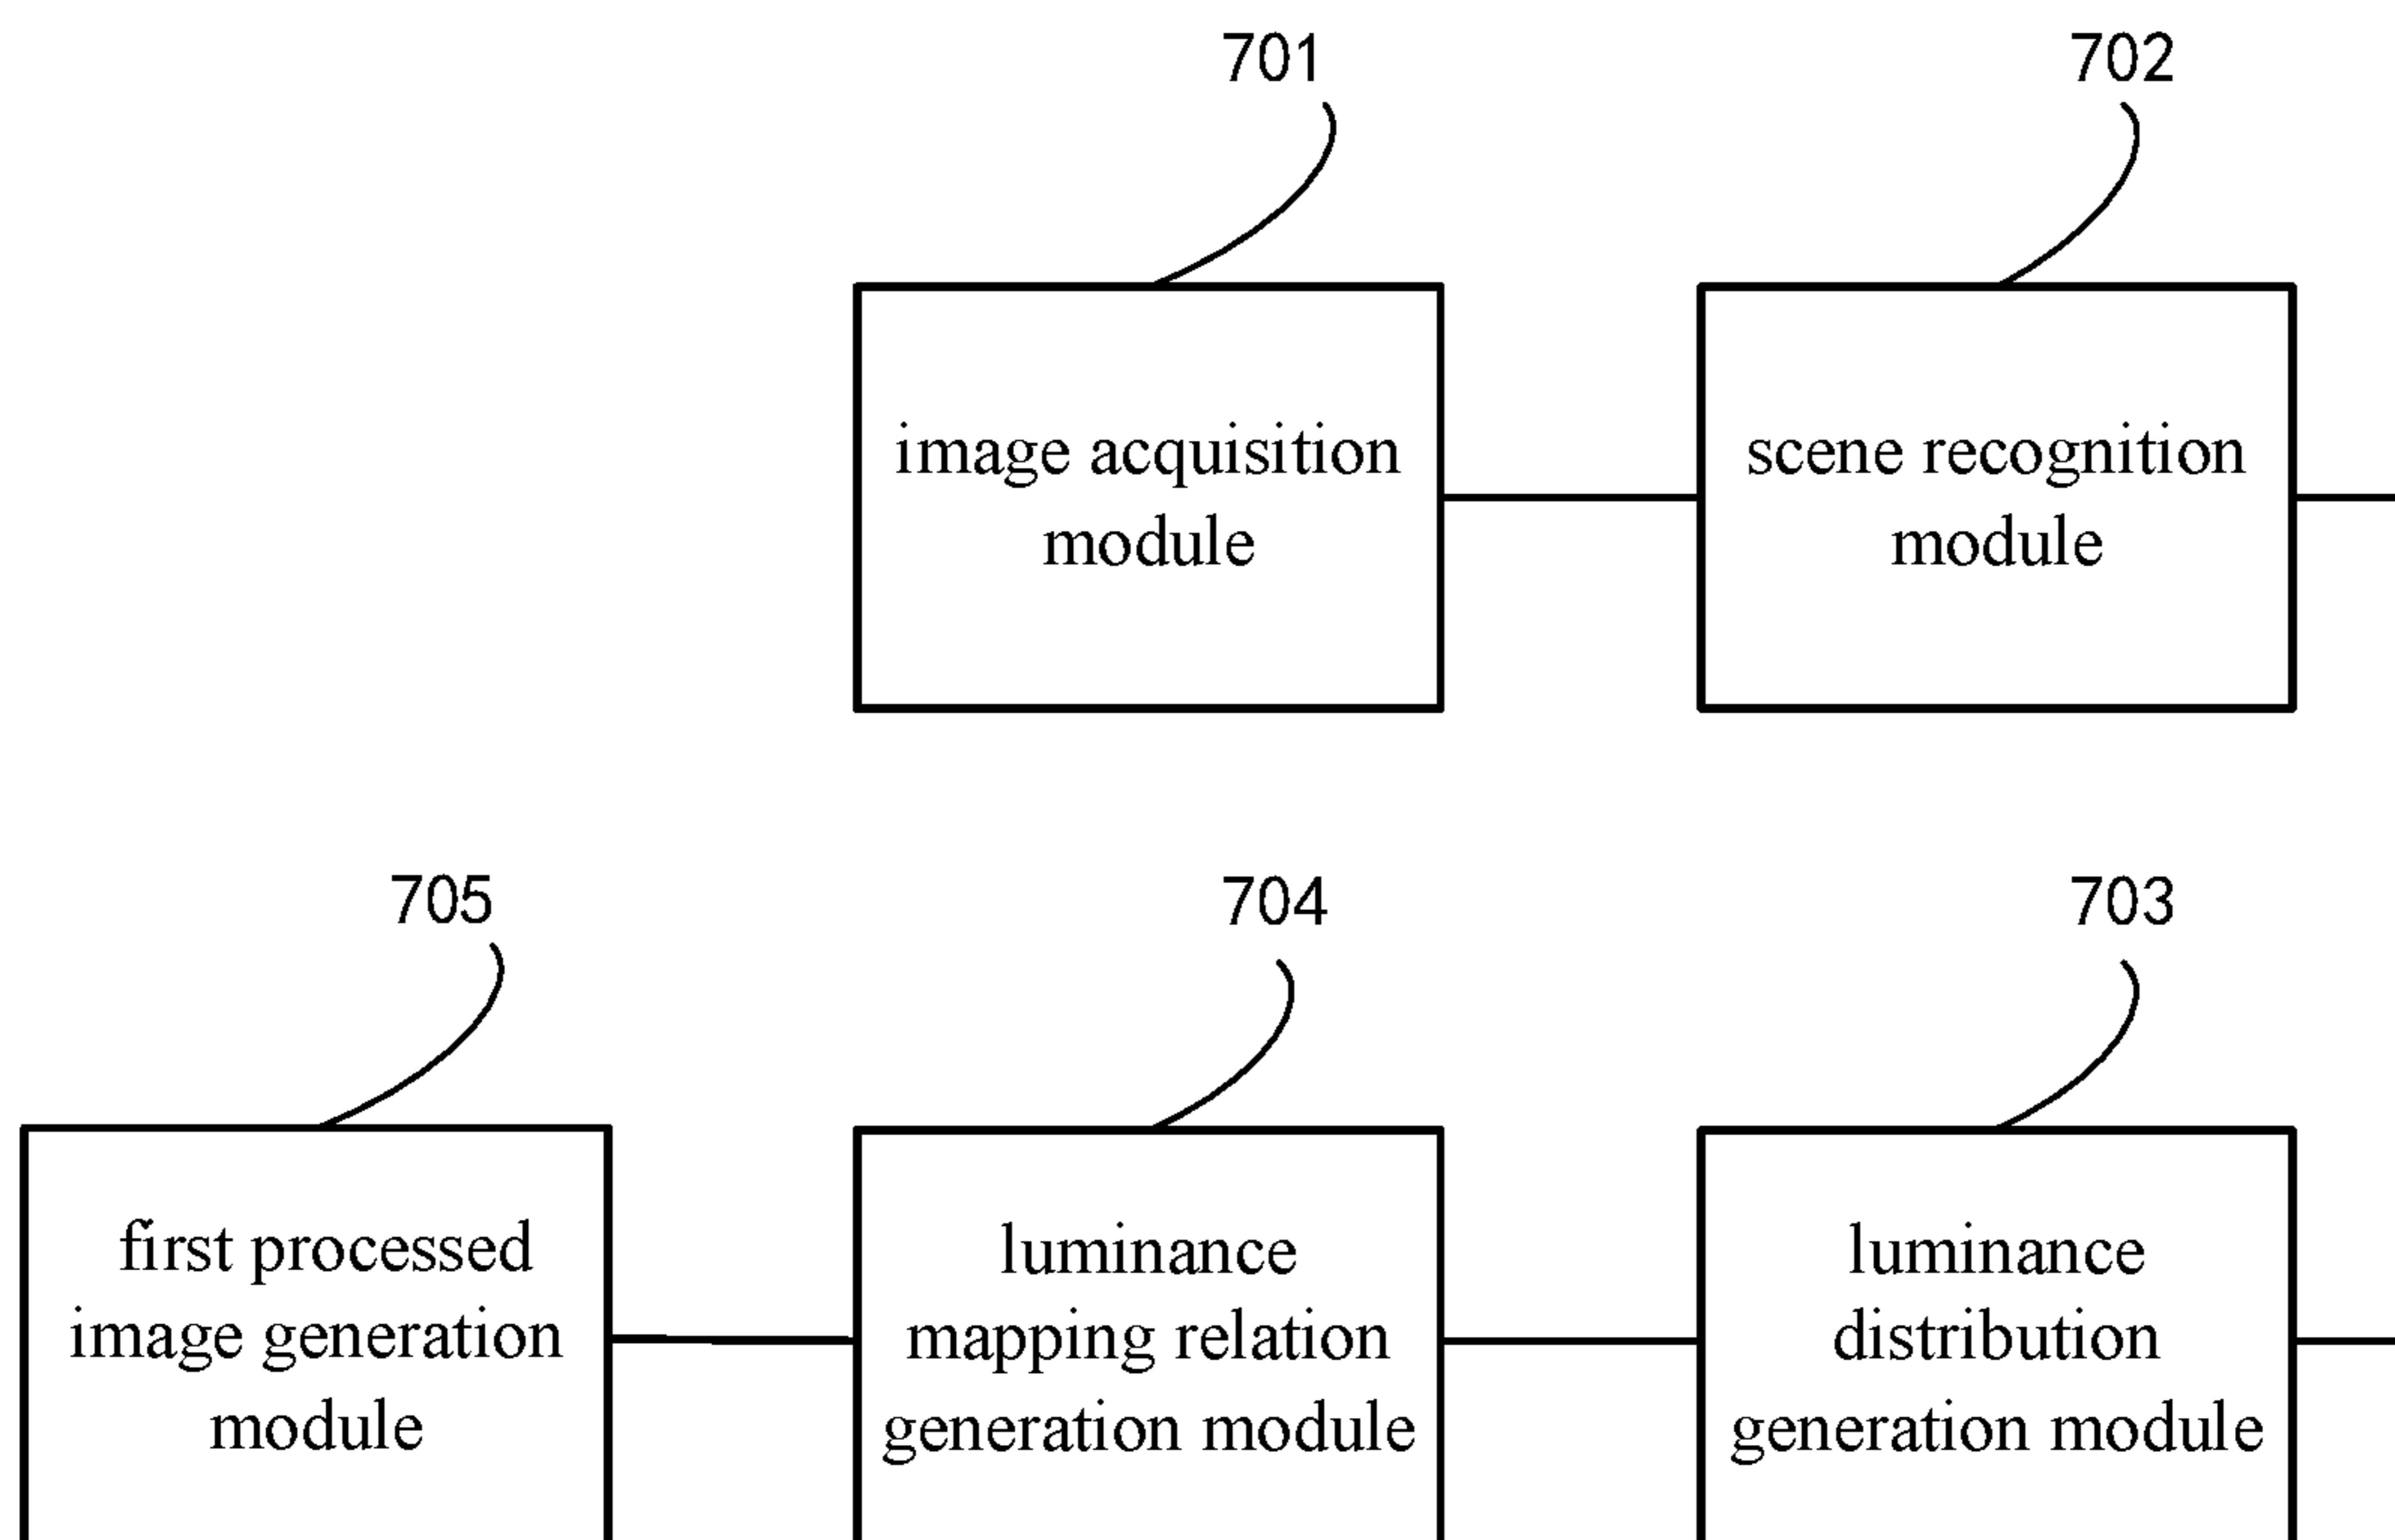 701
702
image acquisition
module
scene recognition
module
705
704
703
first processed
image generation
module
luminance
mapping relation
generation module
luminance
distribution
generation module